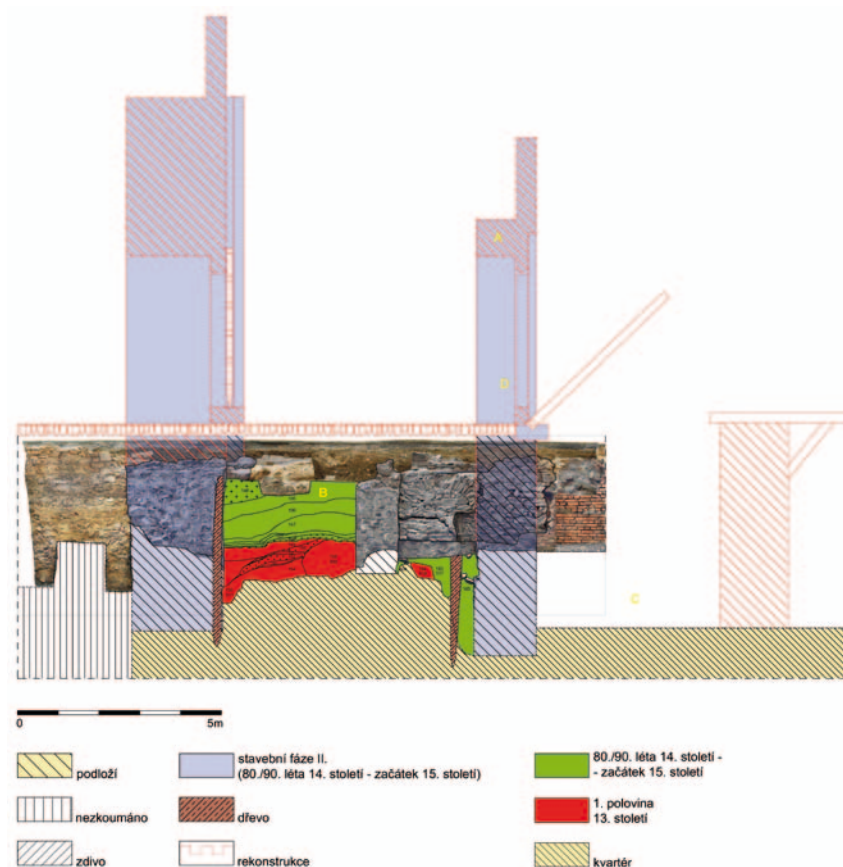 A
D
B
C
0 5m
podloží
stavební fáze II.
(80./90. léta 14. století - začátek 15. století)
80./90. léta 14. století -
- začátek 15. století
nezkoumáno
dřevo
1. polovina
13. století
zdivo
rekonstrukce
kvartér